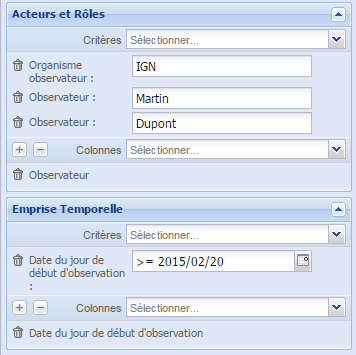 Acteurs et Rôles
Critères Sélectionner...
Organisme
observateur :
IGN
Observateur : Martin
Observateur : Dupont
Colonnes Sélectionner...
Observateur
Emprise Temporelle
Critères Sélectionner...
Date du jour de
début d'observation
:
>= 2015/02/20
Colonnes Sélectionner...
Date du jour de début d'observation